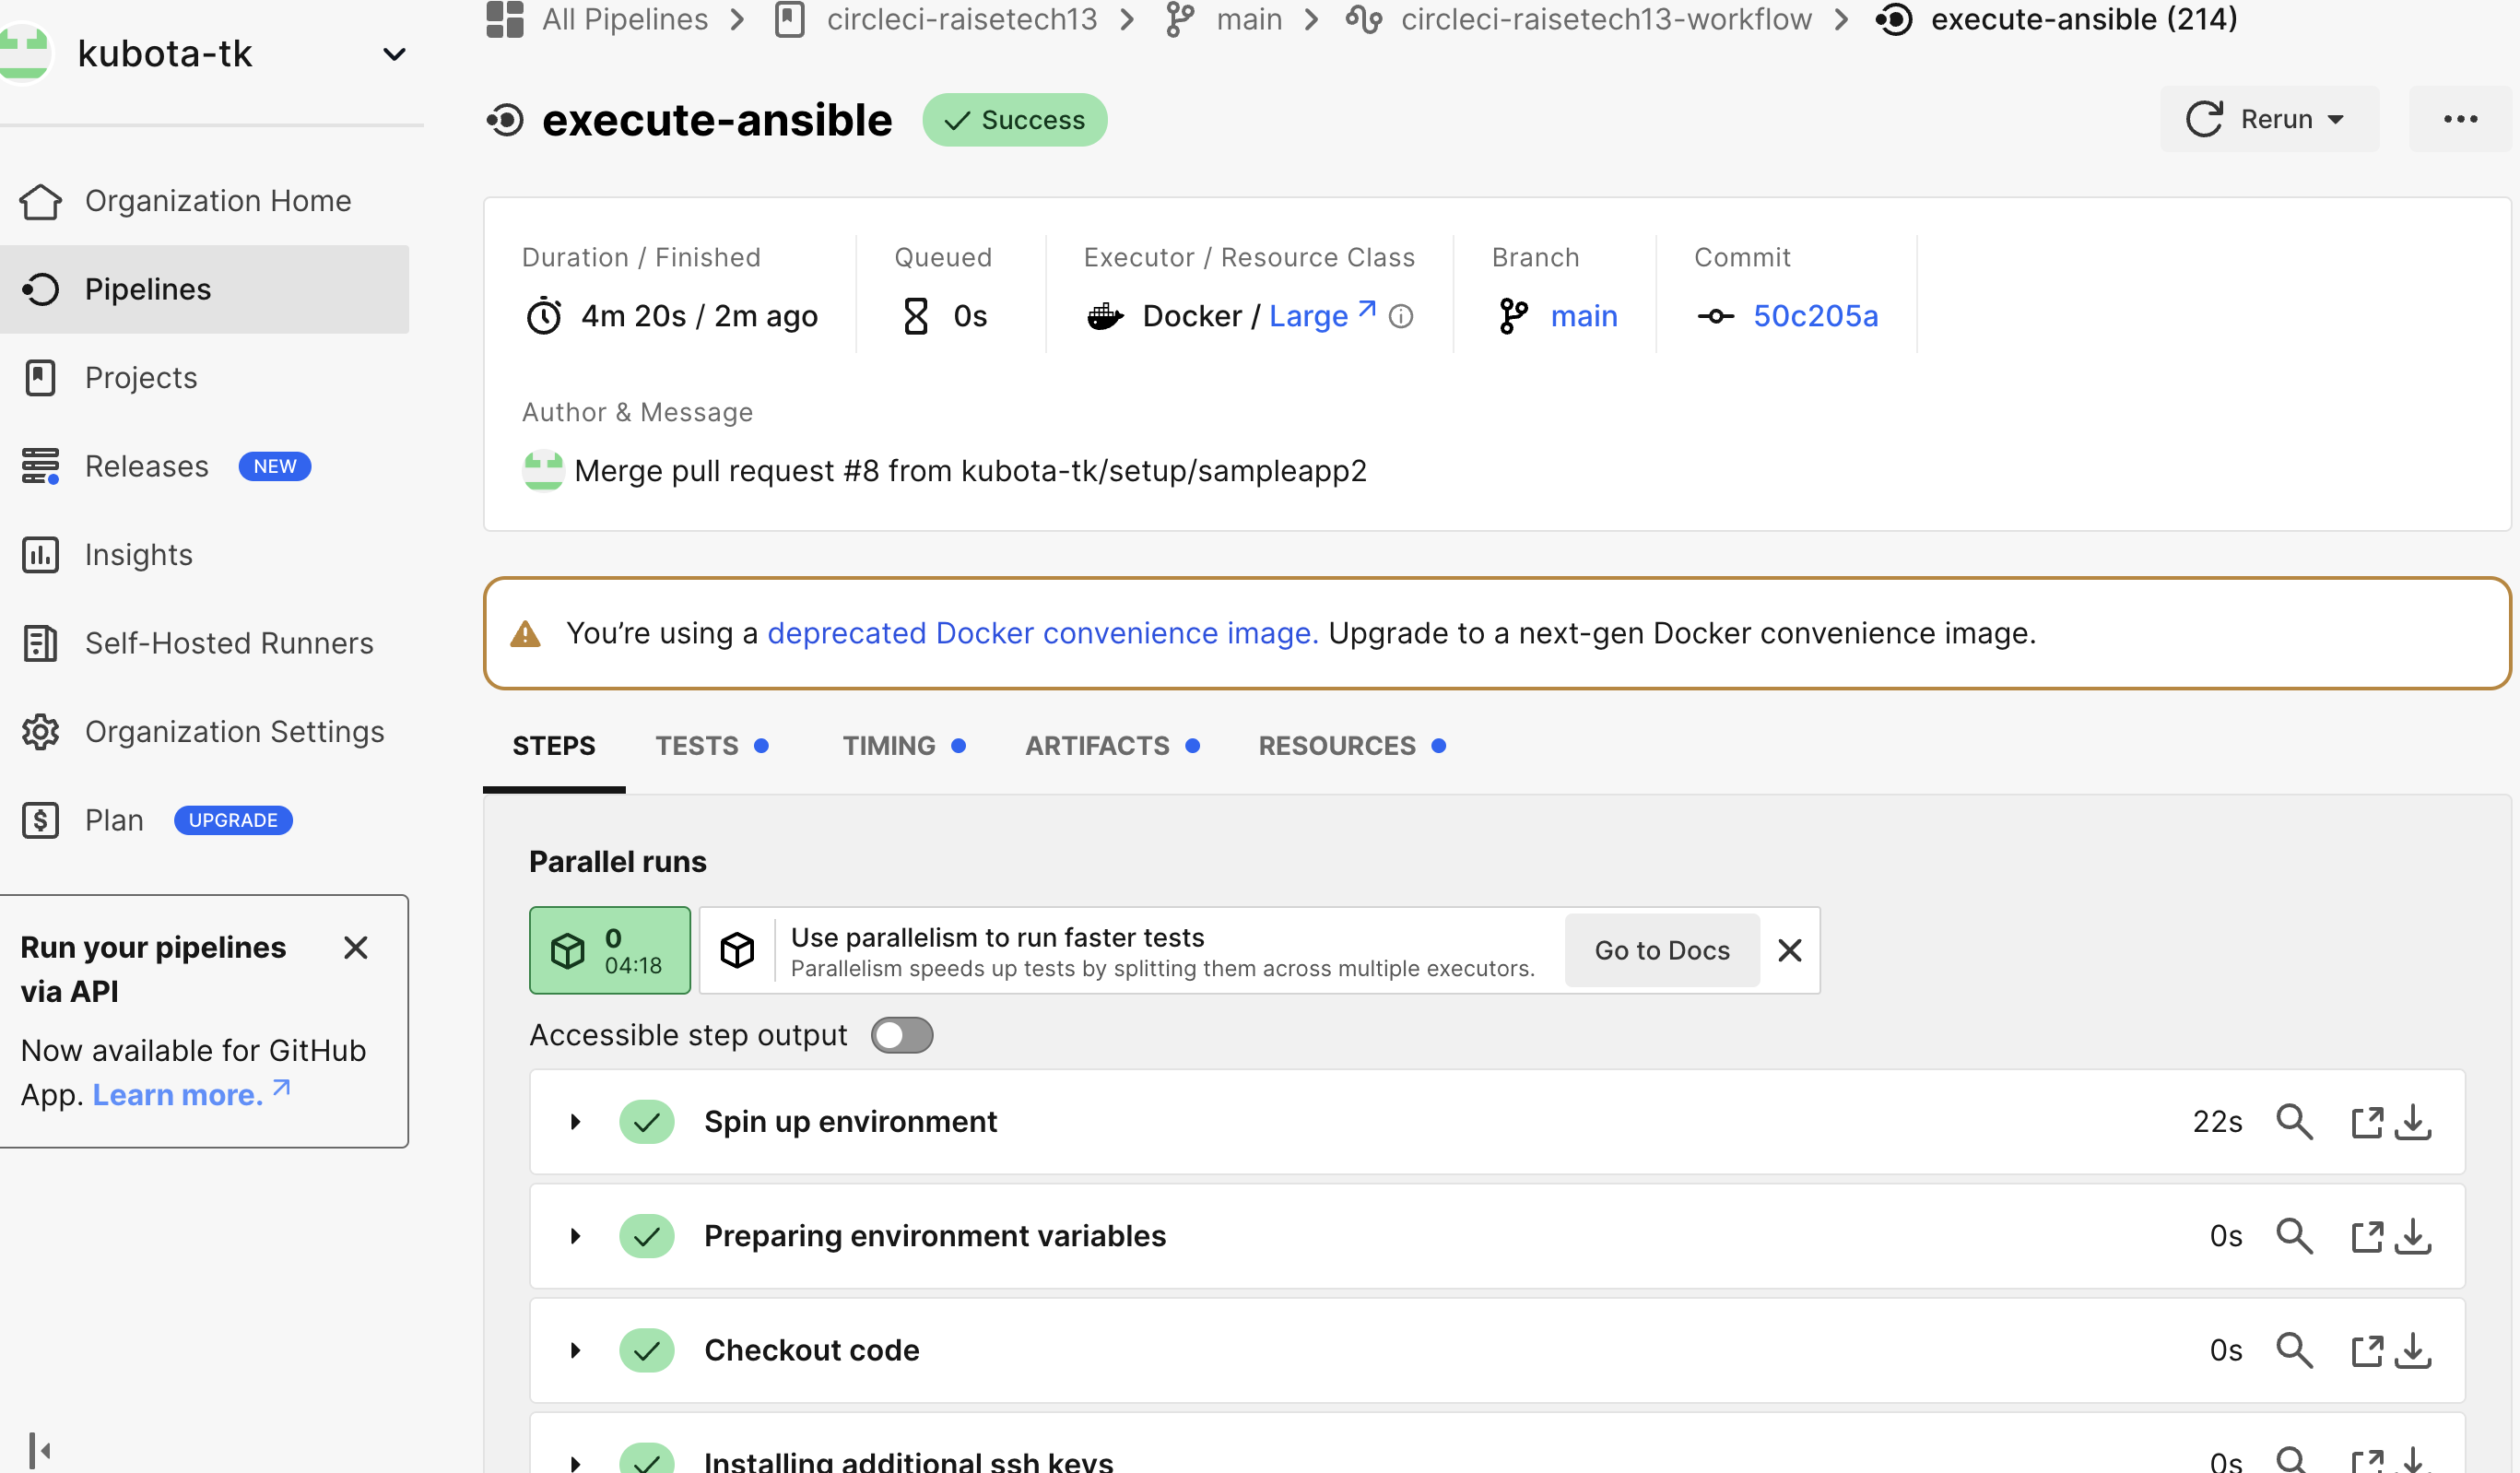 All Pipelines
circleci-raisetech13
main
circleci-raisetech13-workflow
execute-ansible (214)
kubota-tk
Organization Home
Pipelines
Projects
Releases NEW
Insights
Self-Hosted Runners
Organization Settings
Plan UPGRADE
Run your pipelines
via API
Now available for GitHub
App. Learn more.
execute-ansible
Success
Rerun
Duration / Finished
4m 20s / 2m ago
Queued
0s
Executor / Resource Class
Docker / Large
Branch
main
Commit
50c205a
Author & Message
Merge pull request #8 from kubota-tk/setup/sampleapp2
You’re using a deprecated Docker convenience image. Upgrade to a next-gen Docker convenience image.
STEPS
TESTS
TIMING
ARTIFACTS
RESOURCES
Parallel runs
0
04:18
Use parallelism to run faster tests
Parallelism speeds up tests by splitting them across multiple executors.
Go to Docs
Accessible step output
Spin up environment 22s
Preparing environment variables 0s
Checkout code 0s
Installing additional ssh keys 0s